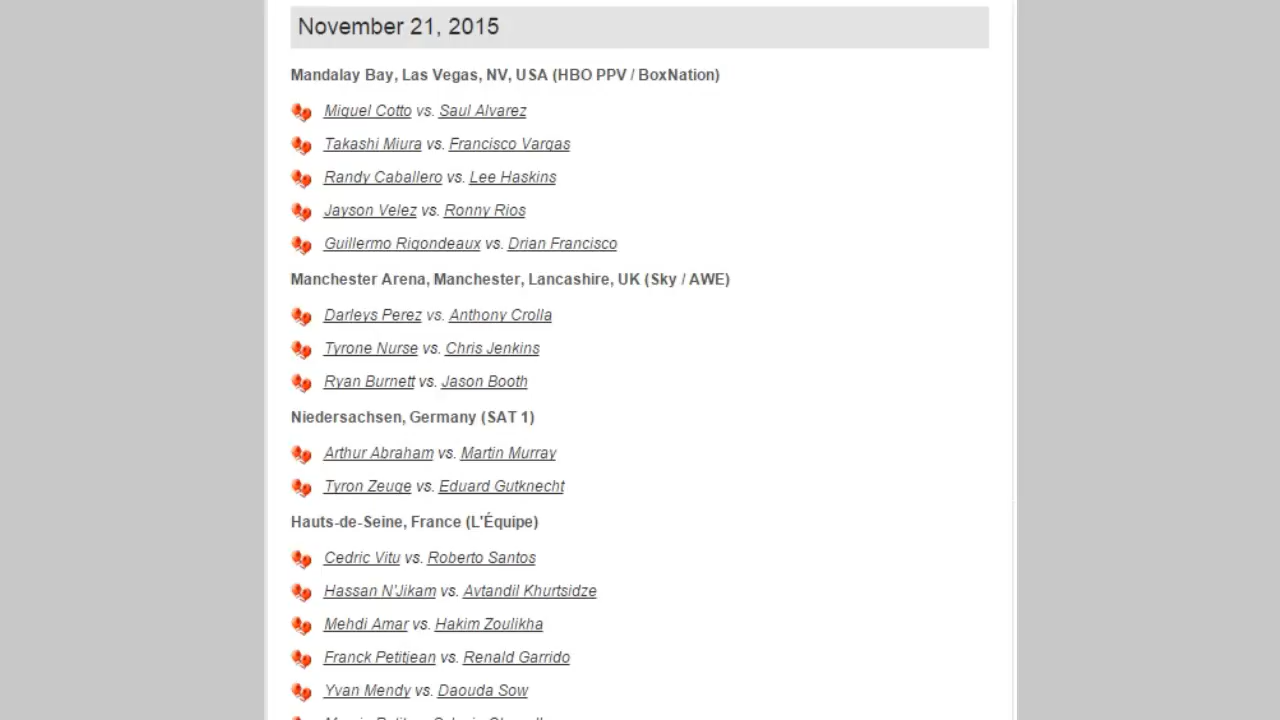 November 21, 2015
Mandalay Bay, Las Vegas, NV, USA (HBO PPV / BoxNation)
Miguel Cotto vs. Saul Alvarez
Takashi Miura vs. Francisco Vargas
Randy Caballero vs. Lee Haskins
Jayson Velez vs. Ronny Rios
Guillermo Rigondeaux vs. Drian Francisco
Manchester Arena, Manchester, Lancashire, UK (Sky / AWE)
Darleys Perez vs. Anthony Crolla
Tyrone Nurse vs. Chris Jenkins
Ryan Burnett vs. Jason Booth
Niedersachsen, Germany (SAT 1)
Arthur Abraham vs. Martin Murray
Tyron Zeuge vs. Eduard Gutknecht
Hauts-de-Seine, France (L'Équipe)
Cedric Vitu vs. Roberto Santos
Hassan N'Jikam vs. Avtandil Khurtsidze
Mehdi Amar vs. Hakim Zoulikha
Franck Petitjean vs. Renald Garrido
Yvan Mendy vs. Daouda Sow